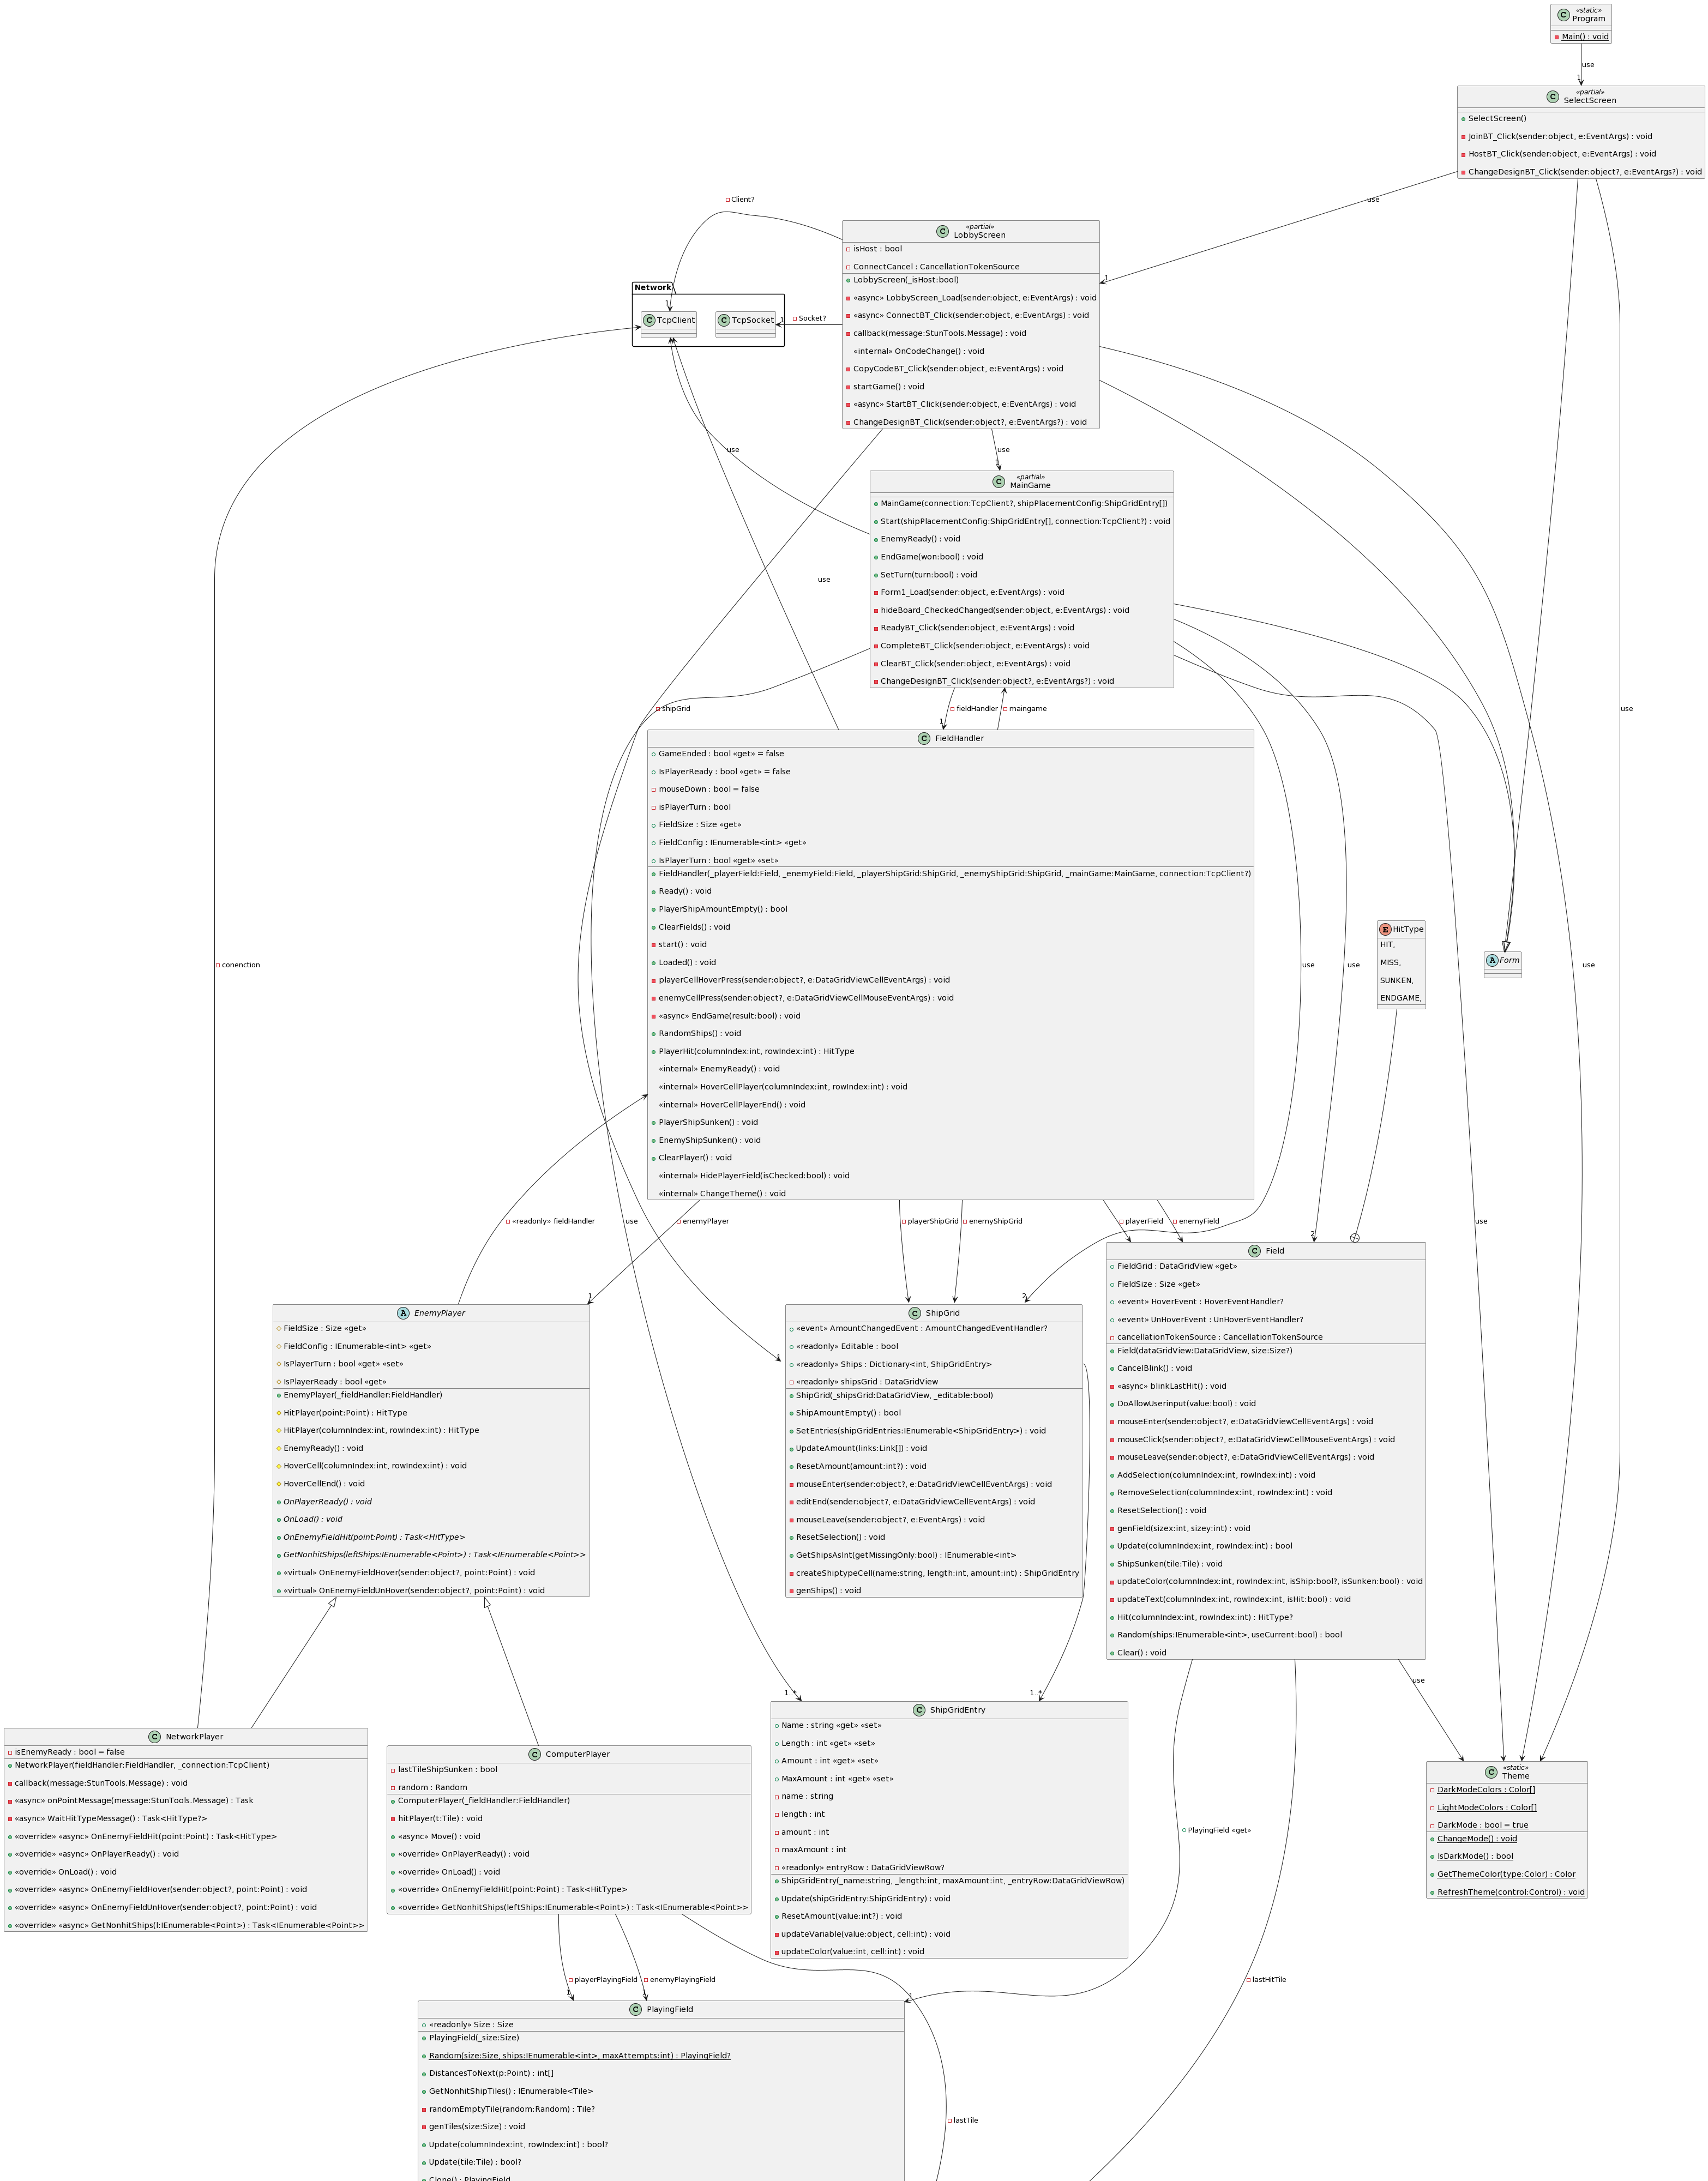 «static»
Program
Main() : void
use
1
«partial»
SelectScreen
SelectScreen()
JoinBT_Click(sender:object, e:EventArgs) : void
HostBT_Click(sender:object, e:EventArgs) : void
ChangeDesignBT_Click(sender:object?, e:EventArgs?) : void
Client?
use
«partial»
LobbyScreen
isHost : bool
ConnectCancel : CancellationTokenSource
LobbyScreen(_isHost:bool)
«async» LobbyScreen_Load(sender:object, e:EventArgs) : void
«async» ConnectBT_Click(sender:object, e:EventArgs) : void
callback(message:StunTools.Message) : void
«internal» OnCodeChange() : void
CopyCodeBT_Click(sender:object, e:EventArgs) : void
startGame() : void
«async» StartBT_Click(sender:object, e:EventArgs) : void
ChangeDesignBT_Click(sender:object?, e:EventArgs?) : void
1
Network
1
TcpClient
TcpSocket
1
Socket?
use
use
1
«partial»
MainGame
MainGame(connection:TcpClient?, shipPlacementConfig:ShipGridEntry[])
Start(shipPlacementConfig:ShipGridEntry[], connection:TcpClient?) : void
EnemyReady() : void
EndGame(won:bool) : void
SetTurn(turn:bool) : void
Form1_Load(sender:object, e:EventArgs) : void
hideBoard_CheckedChanged(sender:object, e:EventArgs) : void
ReadyBT_Click(sender:object, e:EventArgs) : void
CompleteBT_Click(sender:object, e:EventArgs) : void
ClearBT_Click(sender:object, e:EventArgs) : void
ChangeDesignBT_Click(sender:object?, e:EventArgs?) : void
use
shipGrid
fieldHandler
maingame
use
1
FieldHandler
GameEnded : bool «get» = false
IsPlayerReady : bool «get» = false
mouseDown : bool = false
isPlayerTurn : bool
FieldSize : Size «get»
FieldConfig : IEnumerable<int> «get»
IsPlayerTurn : bool «get» «set»
FieldHandler(_playerField:Field, _enemyField:Field, _playerShipGrid:ShipGrid, _enemyShipGrid:ShipGrid, _mainGame:MainGame, connection:TcpClient?)
Ready() : void
PlayerShipAmountEmpty() : bool
ClearFields() : void
start() : void
Loaded() : void
playerCellHoverPress(sender:object?, e:DataGridViewCellEventArgs) : void
enemyCellPress(sender:object?, e:DataGridViewCellMouseEventArgs) : void
«async» EndGame(result:bool) : void
RandomShips() : void
PlayerHit(columnIndex:int, rowIndex:int) : HitType
«internal» EnemyReady() : void
«internal» HoverCellPlayer(columnIndex:int, rowIndex:int) : void
«internal» HoverCellPlayerEnd() : void
PlayerShipSunken() : void
EnemyShipSunken() : void
ClearPlayer() : void
«internal» HidePlayerField(isChecked:bool) : void
«internal» ChangeTheme() : void
HitType
HIT,
MISS,
SUNKEN,
ENDGAME,
Form
conenction
use
use
use
«readonly» fieldHandler
use
enemyPlayer
playerShipGrid
enemyShipGrid
playerField
enemyField
use
1
2
2
1
EnemyPlayer
FieldSize : Size «get»
FieldConfig : IEnumerable<int> «get»
IsPlayerTurn : bool «get» «set»
IsPlayerReady : bool «get»
EnemyPlayer(_fieldHandler:FieldHandler)
HitPlayer(point:Point) : HitType
HitPlayer(columnIndex:int, rowIndex:int) : HitType
EnemyReady() : void
HoverCell(columnIndex:int, rowIndex:int) : void
HoverCellEnd() : void
OnPlayerReady() : void
OnLoad() : void
OnEnemyFieldHit(point:Point) : Task<HitType>
GetNonhitShips(leftShips:IEnumerable<Point>) : Task<IEnumerable<Point>>
«virtual» OnEnemyFieldHover(sender:object?, point:Point) : void
«virtual» OnEnemyFieldUnHover(sender:object?, point:Point) : void
ShipGrid
«event» AmountChangedEvent : AmountChangedEventHandler?
«readonly» Editable : bool
«readonly» Ships : Dictionary<int, ShipGridEntry>
«readonly» shipsGrid : DataGridView
ShipGrid(_shipsGrid:DataGridView, _editable:bool)
ShipAmountEmpty() : bool
SetEntries(shipGridEntries:IEnumerable<ShipGridEntry>) : void
UpdateAmount(links:Link[]) : void
ResetAmount(amount:int?) : void
mouseEnter(sender:object?, e:DataGridViewCellEventArgs) : void
editEnd(sender:object?, e:DataGridViewCellEventArgs) : void
mouseLeave(sender:object?, e:EventArgs) : void
ResetSelection() : void
GetShipsAsInt(getMissingOnly:bool) : IEnumerable<int>
createShiptypeCell(name:string, length:int, amount:int) : ShipGridEntry
genShips() : void
Field
FieldGrid : DataGridView «get»
FieldSize : Size «get»
«event» HoverEvent : HoverEventHandler?
«event» UnHoverEvent : UnHoverEventHandler?
cancellationTokenSource : CancellationTokenSource
Field(dataGridView:DataGridView, size:Size?)
CancelBlink() : void
«async» blinkLastHit() : void
DoAllowUserinput(value:bool) : void
mouseEnter(sender:object?, e:DataGridViewCellEventArgs) : void
mouseClick(sender:object?, e:DataGridViewCellMouseEventArgs) : void
mouseLeave(sender:object?, e:DataGridViewCellEventArgs) : void
AddSelection(columnIndex:int, rowIndex:int) : void
RemoveSelection(columnIndex:int, rowIndex:int) : void
ResetSelection() : void
genField(sizex:int, sizey:int) : void
Update(columnIndex:int, rowIndex:int) : bool
ShipSunken(tile:Tile) : void
updateColor(columnIndex:int, rowIndex:int, isShip:bool?, isSunken:bool) : void
updateText(columnIndex:int, rowIndex:int, isHit:bool) : void
Hit(columnIndex:int, rowIndex:int) : HitType?
Random(ships:IEnumerable<int>, useCurrent:bool) : bool
Clear() : void
1..*
1..*
use
NetworkPlayer
isEnemyReady : bool = false
NetworkPlayer(fieldHandler:FieldHandler, _connection:TcpClient)
callback(message:StunTools.Message) : void
«async» onPointMessage(message:StunTools.Message) : Task
«async» WaitHitTypeMessage() : Task<HitType?>
«override» «async» OnEnemyFieldHit(point:Point) : Task<HitType>
«override» «async» OnPlayerReady() : void
«override» OnLoad() : void
«override» «async» OnEnemyFieldHover(sender:object?, point:Point) : void
«override» «async» OnEnemyFieldUnHover(sender:object?, point:Point) : void
«override» «async» GetNonhitShips(l:IEnumerable<Point>) : Task<IEnumerable<Point>>
ComputerPlayer
lastTileShipSunken : bool
random : Random
ComputerPlayer(_fieldHandler:FieldHandler)
hitPlayer(t:Tile) : void
«async» Move() : void
«override» OnPlayerReady() : void
«override» OnLoad() : void
«override» OnEnemyFieldHit(point:Point) : Task<HitType>
«override» GetNonhitShips(leftShips:IEnumerable<Point>) : Task<IEnumerable<Point>>
ShipGridEntry
Name : string «get» «set»
Length : int «get» «set»
Amount : int «get» «set»
MaxAmount : int «get» «set»
name : string
length : int
amount : int
maxAmount : int
«readonly» entryRow : DataGridViewRow?
ShipGridEntry(_name:string, _length:int, maxAmount:int, _entryRow:DataGridViewRow)
Update(shipGridEntry:ShipGridEntry) : void
ResetAmount(value:int?) : void
updateVariable(value:object, cell:int) : void
updateColor(value:int, cell:int) : void
PlayingField «get»
«static»
Theme
DarkModeColors : Color[]
LightModeColors : Color[]
DarkMode : bool = true
ChangeMode() : void
IsDarkMode() : bool
GetThemeColor(type:Color) : Color
RefreshTheme(control:Control) : void
playerPlayingField
enemyPlayingField
lastHitTile
1
1
1
PlayingField
«readonly» Size : Size
PlayingField(_size:Size)
Random(size:Size, ships:IEnumerable<int>, maxAttempts:int) : PlayingField?
DistancesToNext(p:Point) : int[]
GetNonhitShipTiles() : IEnumerable<Tile>
randomEmptyTile(random:Random) : Tile?
genTiles(size:Size) : void
Update(columnIndex:int, rowIndex:int) : bool?
Update(tile:Tile) : bool?
Clone() : PlayingField
lastTile